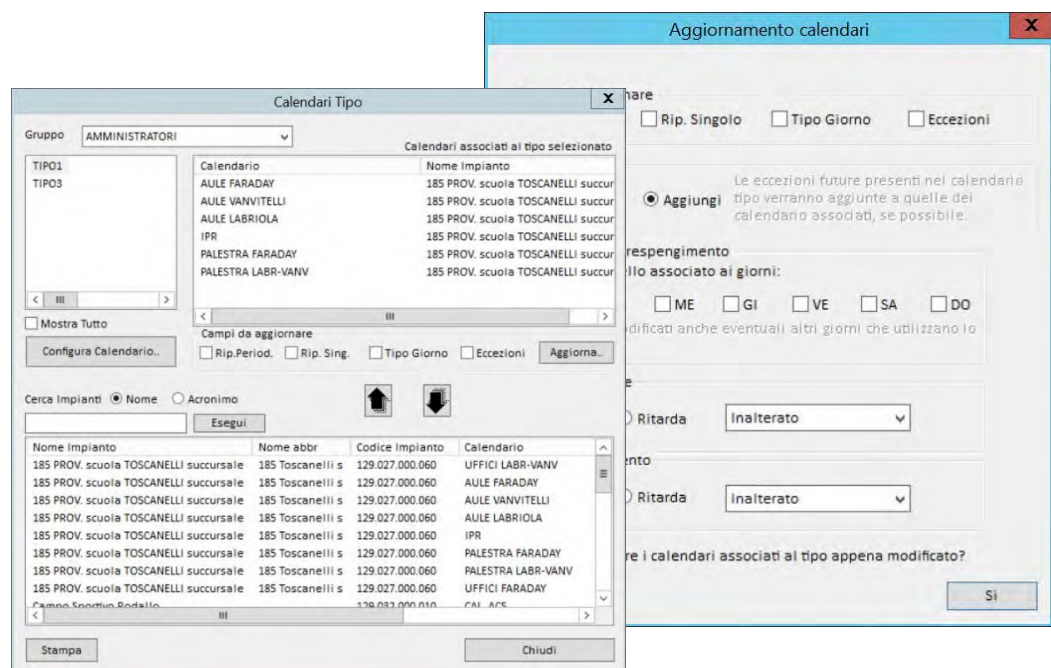 Aggiornamento calendari
X
nare
Rip. Singolo Tipo Giorno Eccezioni
Aggiungi
Le eccezioni future presenti nel calendario
tipo verranno aggiunte a quelle dei
calendario associati, se possibile.
respengimento
llo associato ai giorni:
ME GI VE SA DO
odificati anche eventuali altri giorni che utilizzano lo
e
Ritarda Inalterato
ento
Ritarda Inalterato
re i calendari associati al tipo appena modificato?
Sì
Calendari Tipo
X
Gruppo AMMINISTRATORI
Calendari associati al tipo selezionato
TIPO1
TIPO3
Calendario Nome Impianto
AULE FARADAY 185 PROV. scuola TOSCANELLI succur
AULE VANVITELLI 185 PROV. scuola TOSCANELLI succur
AULE LABRIOLA 185 PROV. scuola TOSCANELLI succur
IPR 185 PROV. scuola TOSCANELLI succur
PALESTRA FARADAY 185 PROV. scuola TOSCANELLI succur
PALESTRA LABR-VANV 185 PROV. scuola TOSCANELLI succur
Mostra Tutto
Configura Calendario..
Campi da aggiornare
Rip.Period. Rip. Sing. Tipo Giorno Eccezioni Aggiorna..
Cerca Impianti Nome Acronimo
Esegui
Nome Impianto Nome abbr Codice Impianto Calendario
185 PROV. scuola TOSCANELLI succursale 185 Toscanelli s 129.027.000.060 UFFICI LABR-VANV
185 PROV. scuola TOSCANELLI succursale 185 Toscanelli s 129.027.000.060 AULE FARADAY
185 PROV. scuola TOSCANELLI succursale 185 Toscanelli s 129.027.000.060 AULE VANVITELLI
185 PROV. scuola TOSCANELLI succursale 185 Toscanelli s 129.027.000.060 AULE LABRIOLA
185 PROV. scuola TOSCANELLI succursale 185 Toscanelli s 129.027.000.060 IPR
185 PROV. scuola TOSCANELLI succursale 185 Toscanelli s 129.027.000.060 PALESTRA FARADAY
185 PROV. scuola TOSCANELLI succursale 185 Toscanelli s 129.027.000.060 PALESTRA LABR-VANV
185 PROV. scuola TOSCANELLI succursale 185 Toscanelli s 129.027.000.060 UFFICI FARADAY
Campo Sportivo Rodallo 129.032.000.010 CAL. ACS
Stampa Chiudi